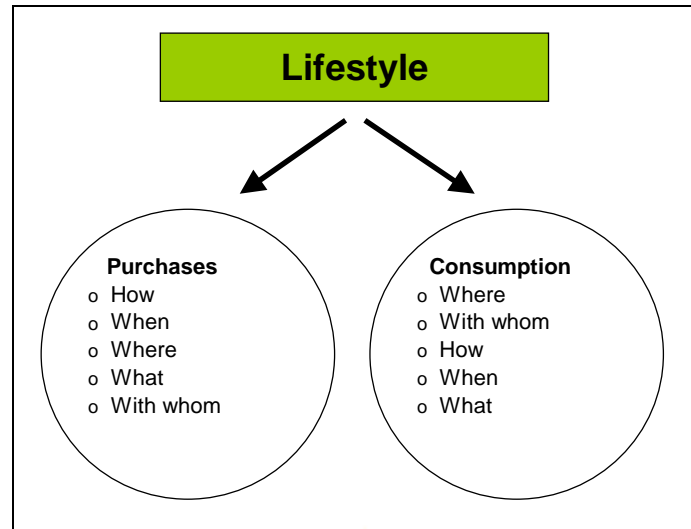 Lifestyle
Purchases
o How
o When
o Where
o What
o With whom
Consumption
o Where
o With whom
o How
o When
o What